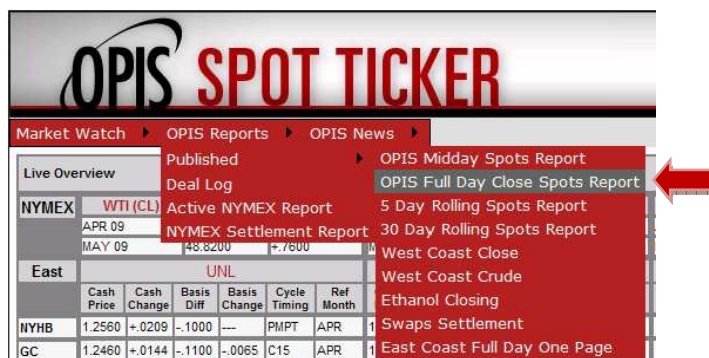 OPIS SPOT TICKER
Market Watch OPIS Reports OPIS News
Published OPIS Midday Spots Report
Live Overview
Deal Log OPIS Full Day Close Spots Report
NYMEX WTI (CL) Active NYMEX Report 5 Day Rolling Spots Report
APR 09 NYMEX Settlement Report 30 Day Rolling Spots Report
MAY 09 48.8200 +.7600
West Coast Close
East UNL West Coast Crude
Cash Price Cash Change Basis Diff Basis Change Cycle Timing Ref Month
Ethanol Closing
NYHB 1.2560 +.0209 -.1000 --- PMPT APR 1 Swaps Settlement
GC 1.2460 +.0144 -.1100 -.0065 C15 APR 1 East Coast Full Day One Page